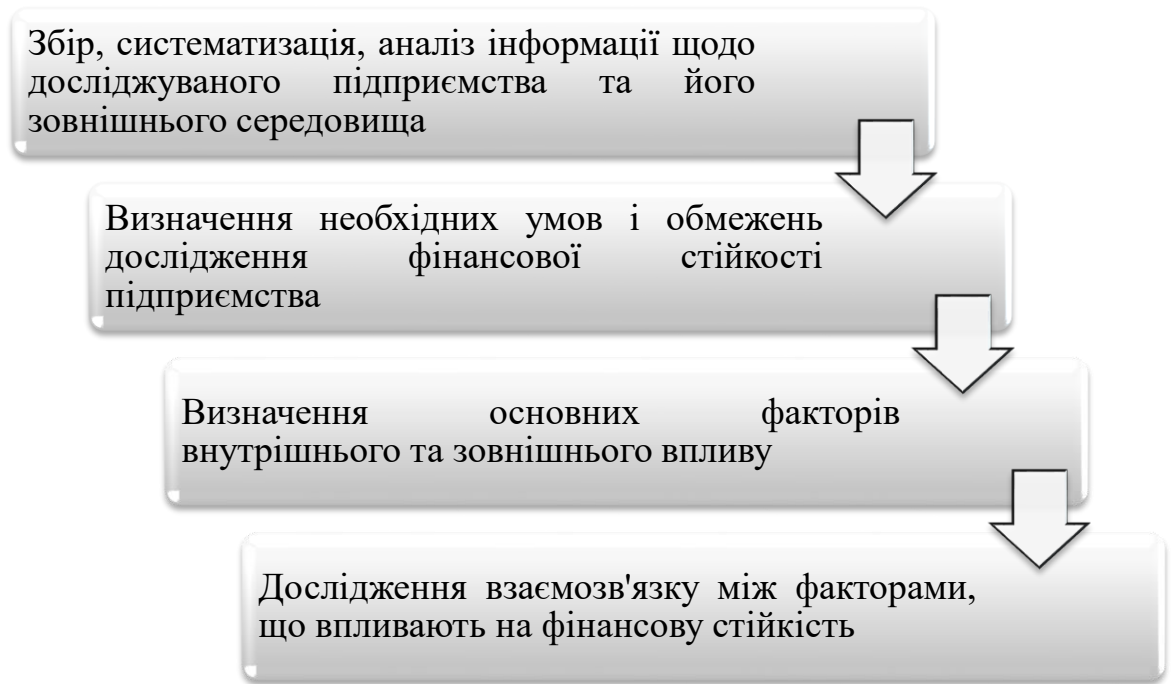 Збір, систематизація, аналіз інформації щодо
досліджуваного підприємства та його
зовнішнього середовища
Визначення необхідних умов і обмежень
дослідження фінансової стійкості
підприємства
Визначення основних факторів
внутрішнього та зовнішнього впливу
Дослідження взаємозв'язку між факторами,
що впливають на фінансову стійкість